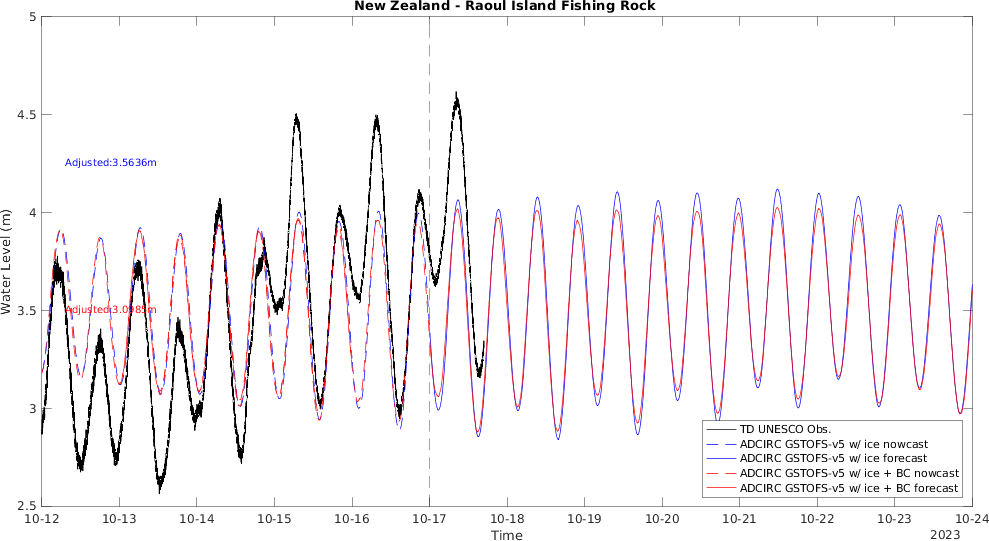 New Zealand - Raoul Island Fishing Rock
5
4.5
4
3.5
3
2.5
Water Level (m)
Adjusted:3.5636m
Adjusted:3.0985m
TD UNESCO Obs.
ADCIRC GSTOFS-v5 w/ ice nowcast
ADCIRC GSTOFS-v5 w/ ice forecast
ADCIRC GSTOFS-v5 w/ ice + BC nowcast
ADCIRC GSTOFS-v5 w/ ice + BC forecast
10-12 10-13 10-14 10-15 10-16 10-17 10-18 10-19 10-20 10-21 10-22 10-23 10-24
Time
2023